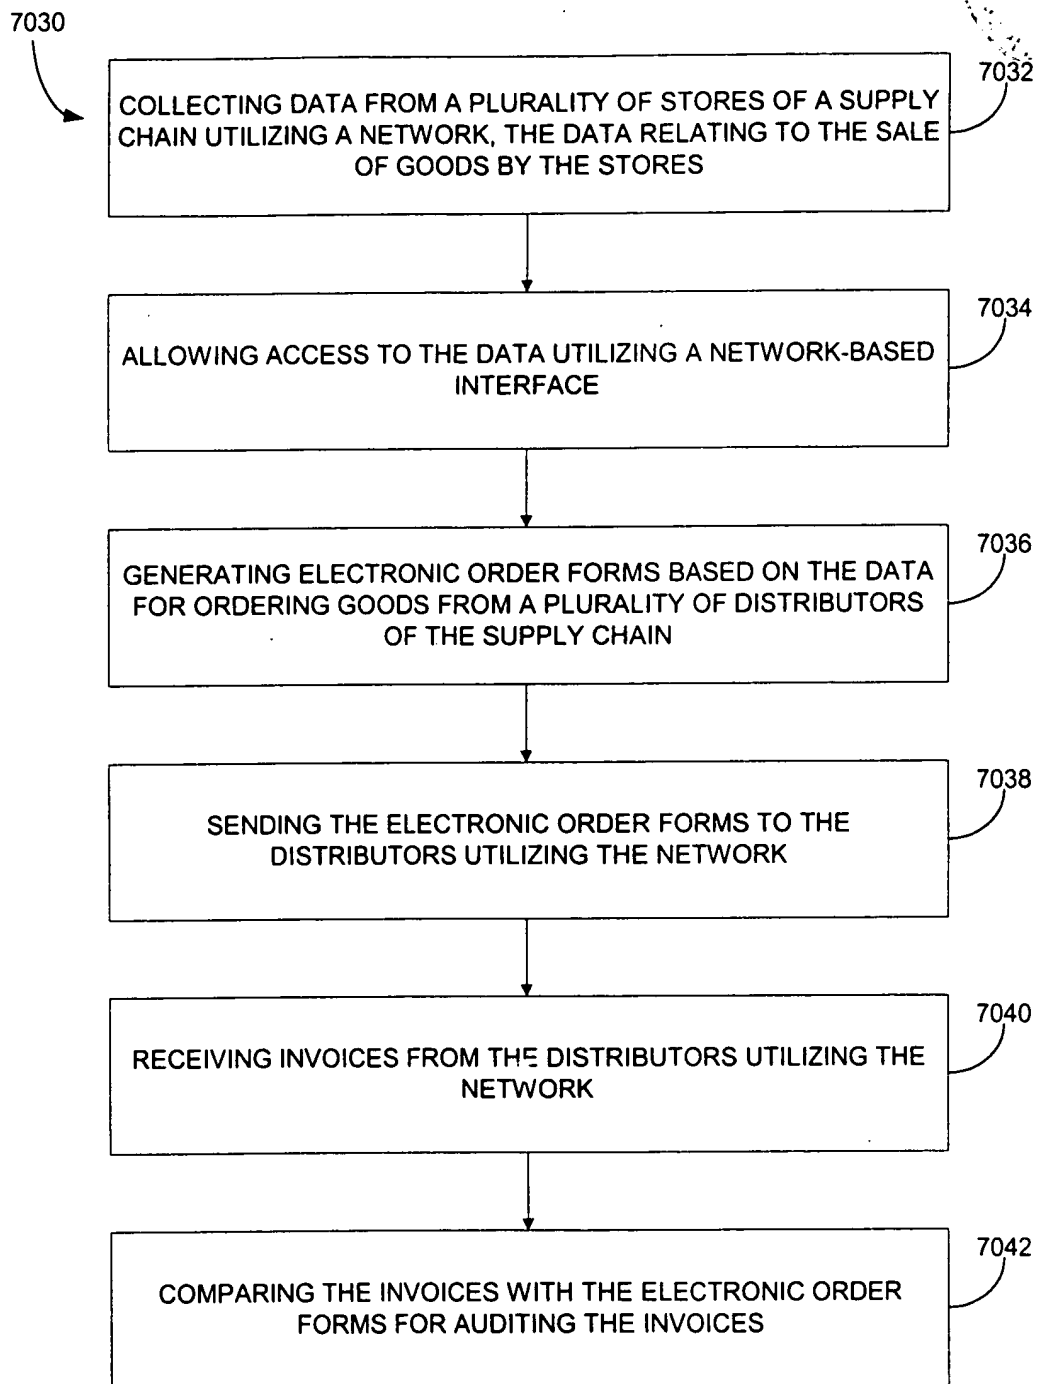 7030
7032
COLLECTING DATA FROM A PLURALITY OF STORES OF A SUPPLY
CHAIN UTILIZING A NETWORK, THE DATA RELATING TO THE SALE
OF GOODS BY THE STORES
7034
ALLOWING ACCESS TO THE DATA UTILIZING A NETWORK-BASED
INTERFACE
7036
GENERATING ELECTRONIC ORDER FORMS BASED ON THE DATA
FOR ORDERING GOODS FROM A PLURALITY OF DISTRIBUTORS
OF THE SUPPLY CHAIN
7038
SENDING THE ELECTRONIC ORDER FORMS TO THE
DISTRIBUTORS UTILIZING THE NETWORK
7040
RECEIVING INVOICES FROM THE DISTRIBUTORS UTILIZING THE
NETWORK
7042
COMPARING THE INVOICES WITH THE ELECTRONIC ORDER
FORMS FOR AUDITING THE INVOICES